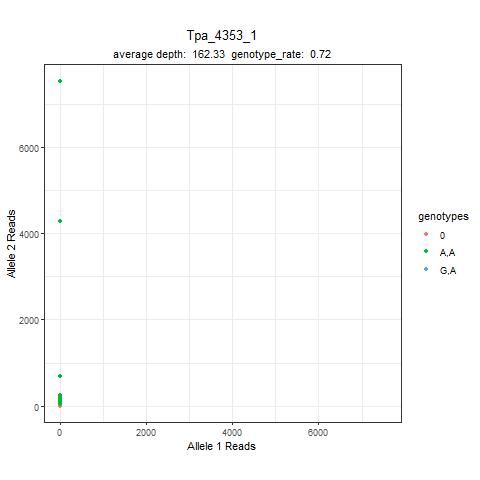 Tpa_4353_1
average depth:  162.33  genotype_rate:  0.72
6000
4000
2000
0
Allele 2 Reads
0 2000 4000 6000
Allele 1 Reads
genotypes
0
A,A
G,A